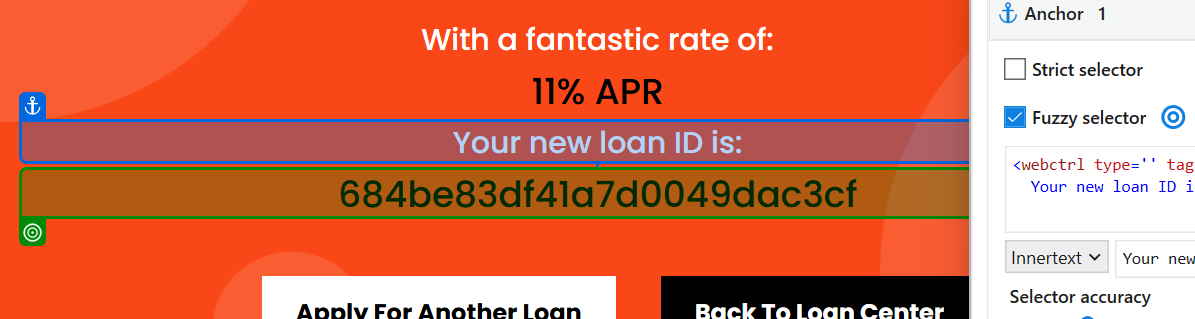 With a fantastic rate of:
11% APR
Your new loan ID is:
684be83df41a7d0049dac3cf
Apply For Another Loan
Back To Loan Center
Anchor 1
Strict selector
Fuzzy selector
<webctrl type='' tag
Your new loan ID i
Innertext
Your new
Selector accuracy